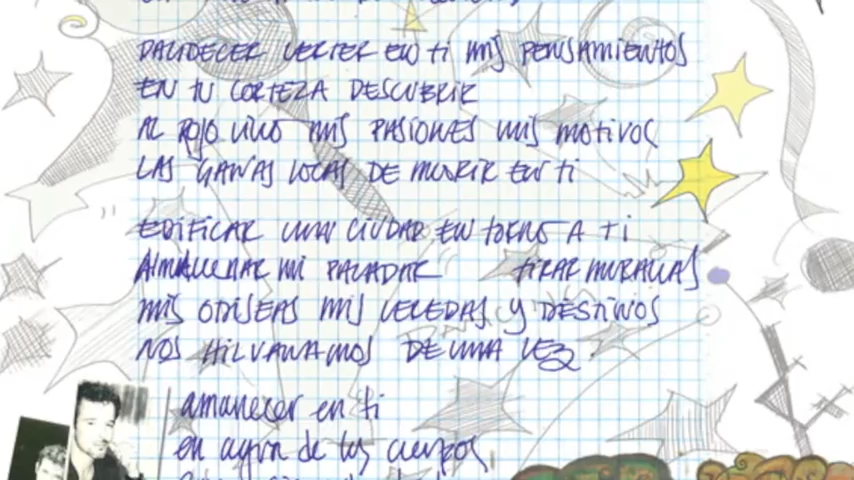 PALIDECER VERTER EN TI MIS PENSAMIENTOS
EN TU CORTEZA DESCUBRIR
AL ROJO VIVO MIS PASIONES MIS MOTIVOS
LAS GANAS LOCAS DE MORIR EN TI
EDIFICAR UNA CIUDAD EN TORNO A TI
MI PALADAR TIRAR MURALLAS
MIS ODISEAS MIS VEREDAS Y DESTINOS
NOS HILVANAMOS DE UNA VEZ
amanecer en ti
en de los cuerpos